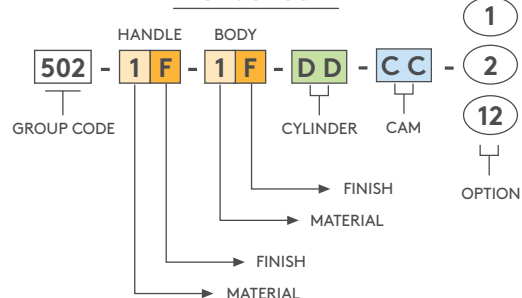 HANDLE BODY
1
502 - 1 F - 1 F - D D - C C - 2
12
GROUP CODE CYLINDER CAM
OPTION
FINISH
MATERIAL
FINISH
MATERIAL